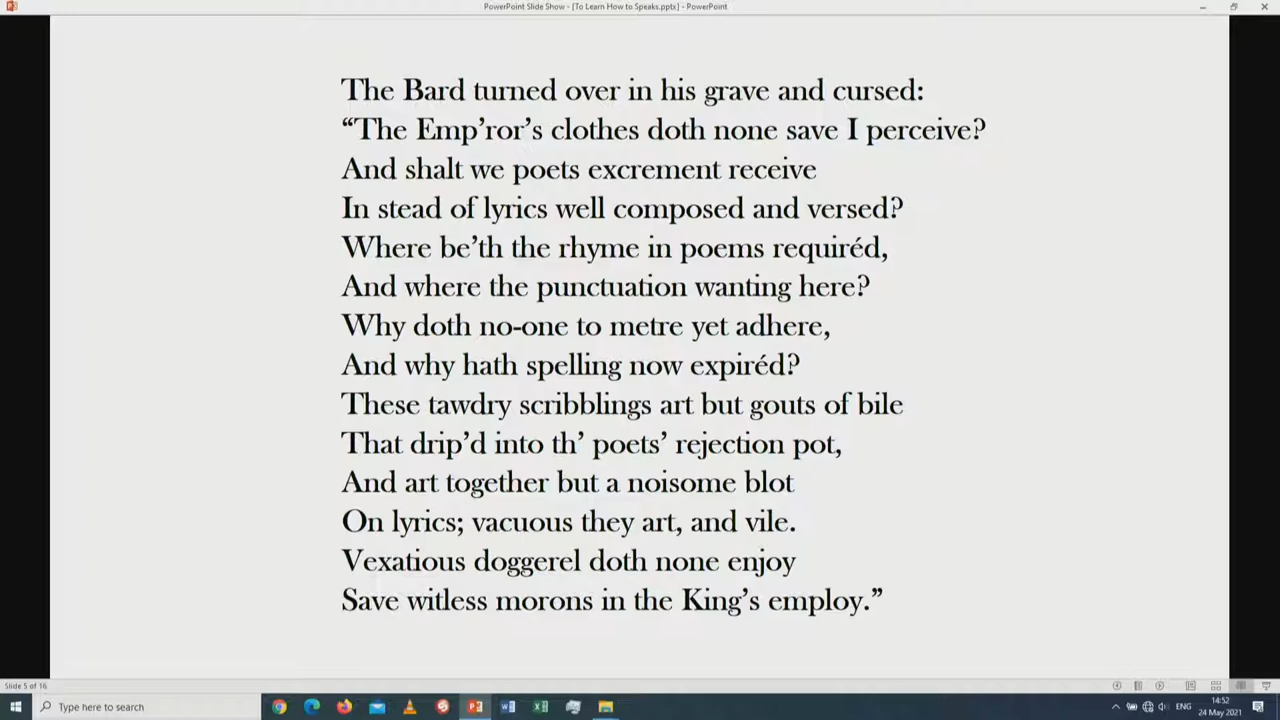 PowerPoint Slide Show - [To Learn How to Speaks.pptx] - PowerPoint
The Bard turned over in his grave and cursed:
“The Emp’ror’s clothes doth none save I perceive?
And shalt we poets excrement receive
In stead of lyrics well composed and versed?
Where be’th the rhyme in poems requiréd,
And where the punctuation wanting here?
Why doth no-one to metre yet adhere,
And why hath spelling now expiréd?
These tawdry scribblings art but gouts of bile
That drip’d into th’ poets’ rejection pot,
And art together but a noisome blot
On lyrics; vacuous they art, and vile.
Vexatious doggerel doth none enjoy
Save witless morons in the King’s employ.”
Slide 5 of 16
Type here to search
ENG
14:52
24 May 2021